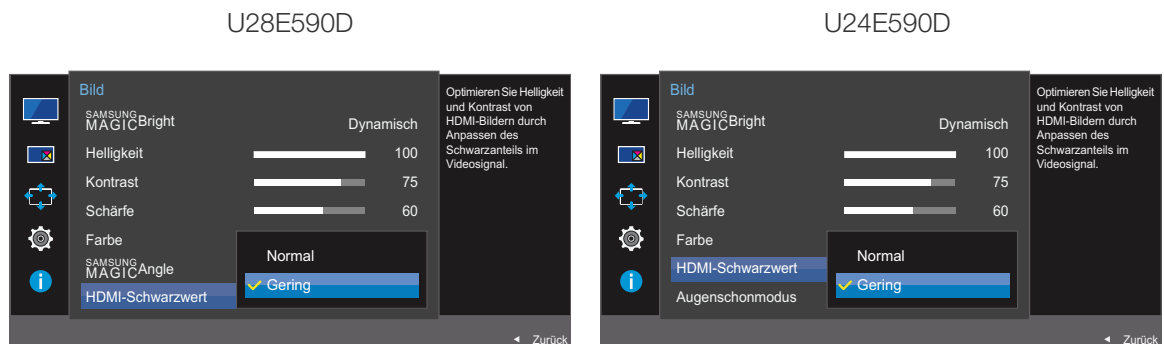 U28E590D
Bild
SAMSUNG
MAGICBright Dynamisch
Helligkeit 100
Kontrast 75
Schärfe 60
Farbe
SAMSUNG
MAGICAngle
HDMI-Schwarzwert
Normal
Gering
Optimieren Sie Helligkeit
und Kontrast von
HDMI-Bildern durch
Anpassen des
Schwarzanteils im
Videosignal.
Zurück
U24E590D
Bild
SAMSUNG
MAGICBright Dynamisch
Helligkeit 100
Kontrast 75
Schärfe 60
Farbe
HDMI-Schwarzwert
Augenschonmodus
Normal
Gering
Optimieren Sie Helligkeit
und Kontrast von
HDMI-Bildern durch
Anpassen des
Schwarzanteils im
Videosignal.
Zurück